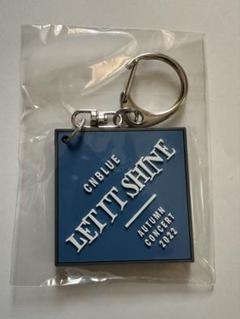 CNBLUE
LET IT SHINE
AUTUMN
CONCERT
2022